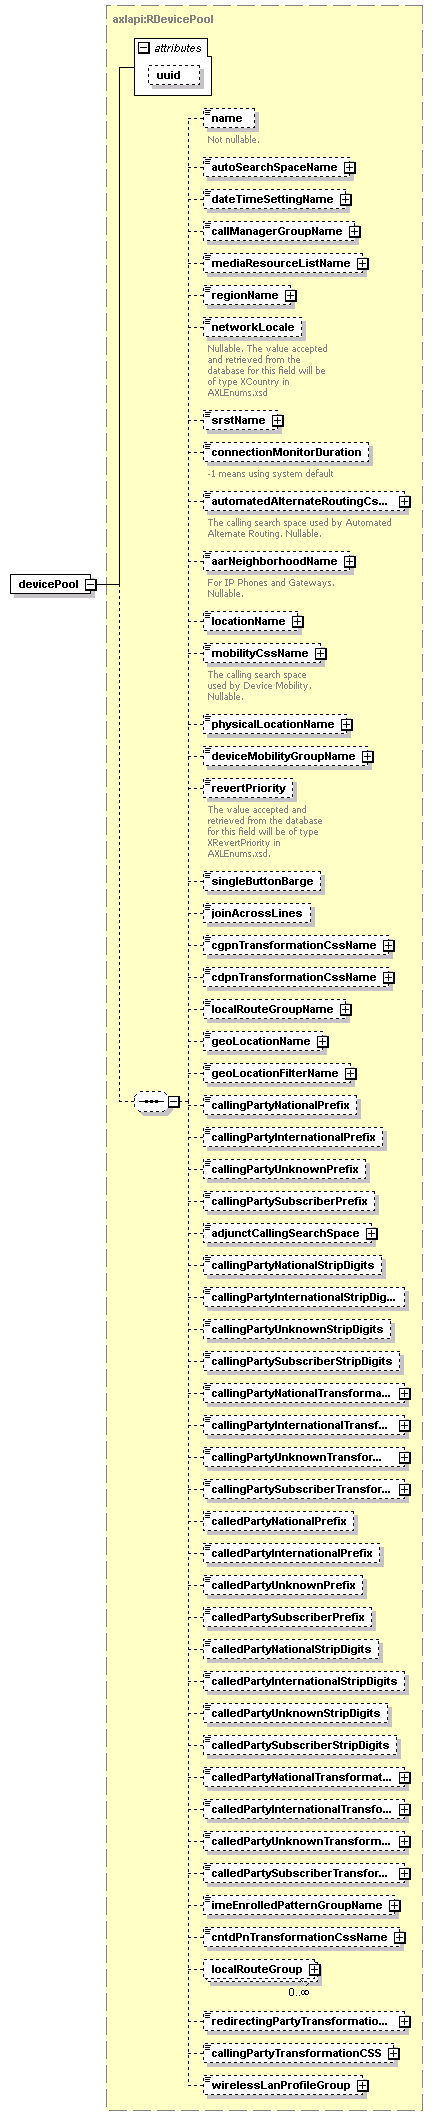 axlapi:RDevicePool
attributes
uuid
name
Not nullable.
autoSearchSpaceName
dateTimeSettingName
callManagerGroupName
mediaResourceListName
regionName
networkLocale
Nullable. The value accepted
and retrieved from the
database for this field will be
of type XCountry in
AXLEnums.xsd
srstName
connectionMonitorDuration
-1 means using system default
automatedAlternateRoutingCs...
The calling search space used by Automated
Alternate Routing. Nullable.
aarNeighborhoodName
For IP Phones and Gateways.
Nullable.
devicePool
locationName
mobilityCssName
The calling search space
used by Device Mobility.
Nullable.
physicalLocationName
deviceMobilityGroupName
revertPriority
The value accepted and
retrieved from the database
for this field will be of type
XRevertPriority in
AXLEnums.xsd.
singleButtonBarge
joinAcrossLines
cgpnTransformationCssName
cdpnTransformationCssName
localRouteGroupName
geoLocationName
geoLocationFilterName
callingPartyNationalPrefix
callingPartyInternationalPrefix
callingPartyUnknownPrefix
callingPartySubscriberPrefix
adjunctCallingSearchSpace
callingPartyNationalStripDigits
callingPartyInternationalStripDig...
callingPartyUnknownStripDigits
callingPartySubscriberStripDigits
callingPartyNationalTransforma...
callingPartyInternationalTransf...
callingPartyUnknownTransfor...
callingPartySubscriberTransfor...
calledPartyNationalPrefix
calledPartyInternationalPrefix
calledPartyUnknownPrefix
calledPartySubscriberPrefix
calledPartyNationalStripDigits
calledPartyInternationalStripDigits
calledPartyUnknownStripDigits
calledPartySubscriberStripDigits
calledPartyNationalTransformat...
calledPartyInternationalTransfo...
calledPartyUnknownTransform...
calledPartySubscriberTransfor...
imeEnrolledPatternGroupName
cntdPnTransformationCssName
localRouteGroup
0..∞
redirectingPartyTransformatio...
callingPartyTransformationCSS
wirelessLanProfileGroup